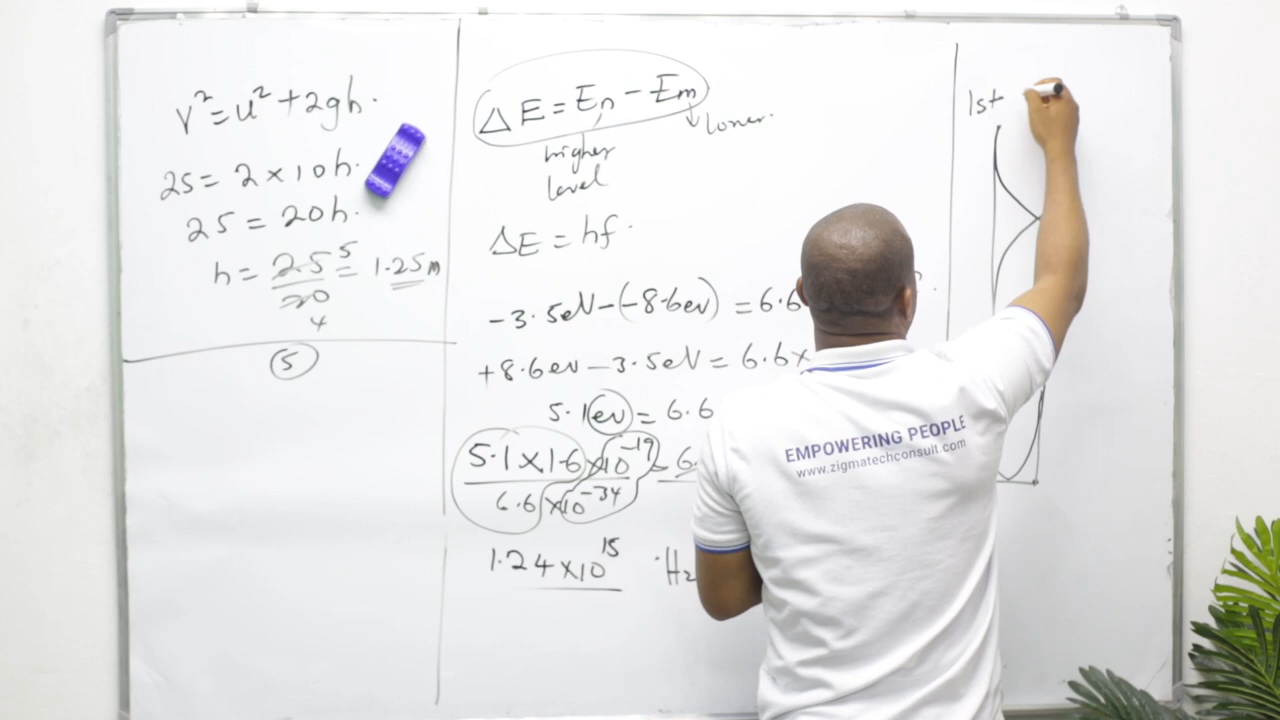 v² = u² + 2gh.
25 = 2 × 10h.
25 = 20h.
h = 25/20 5/4 = 1.25m
5
ΔE = En - Em
higher level
lower.
ΔE = hf.
-3.5eV - (-8.6ev) = 6.6
+8.6ev - 3.5eV = 6.6×
5.1ev = 6.6
5.1×1.6×10⁻¹⁹ = 6.
6.6×10⁻³⁴
1.24×10¹⁵ Hz
1st
EMPOWERING PEOPLE
www.zigmatechconsult.com